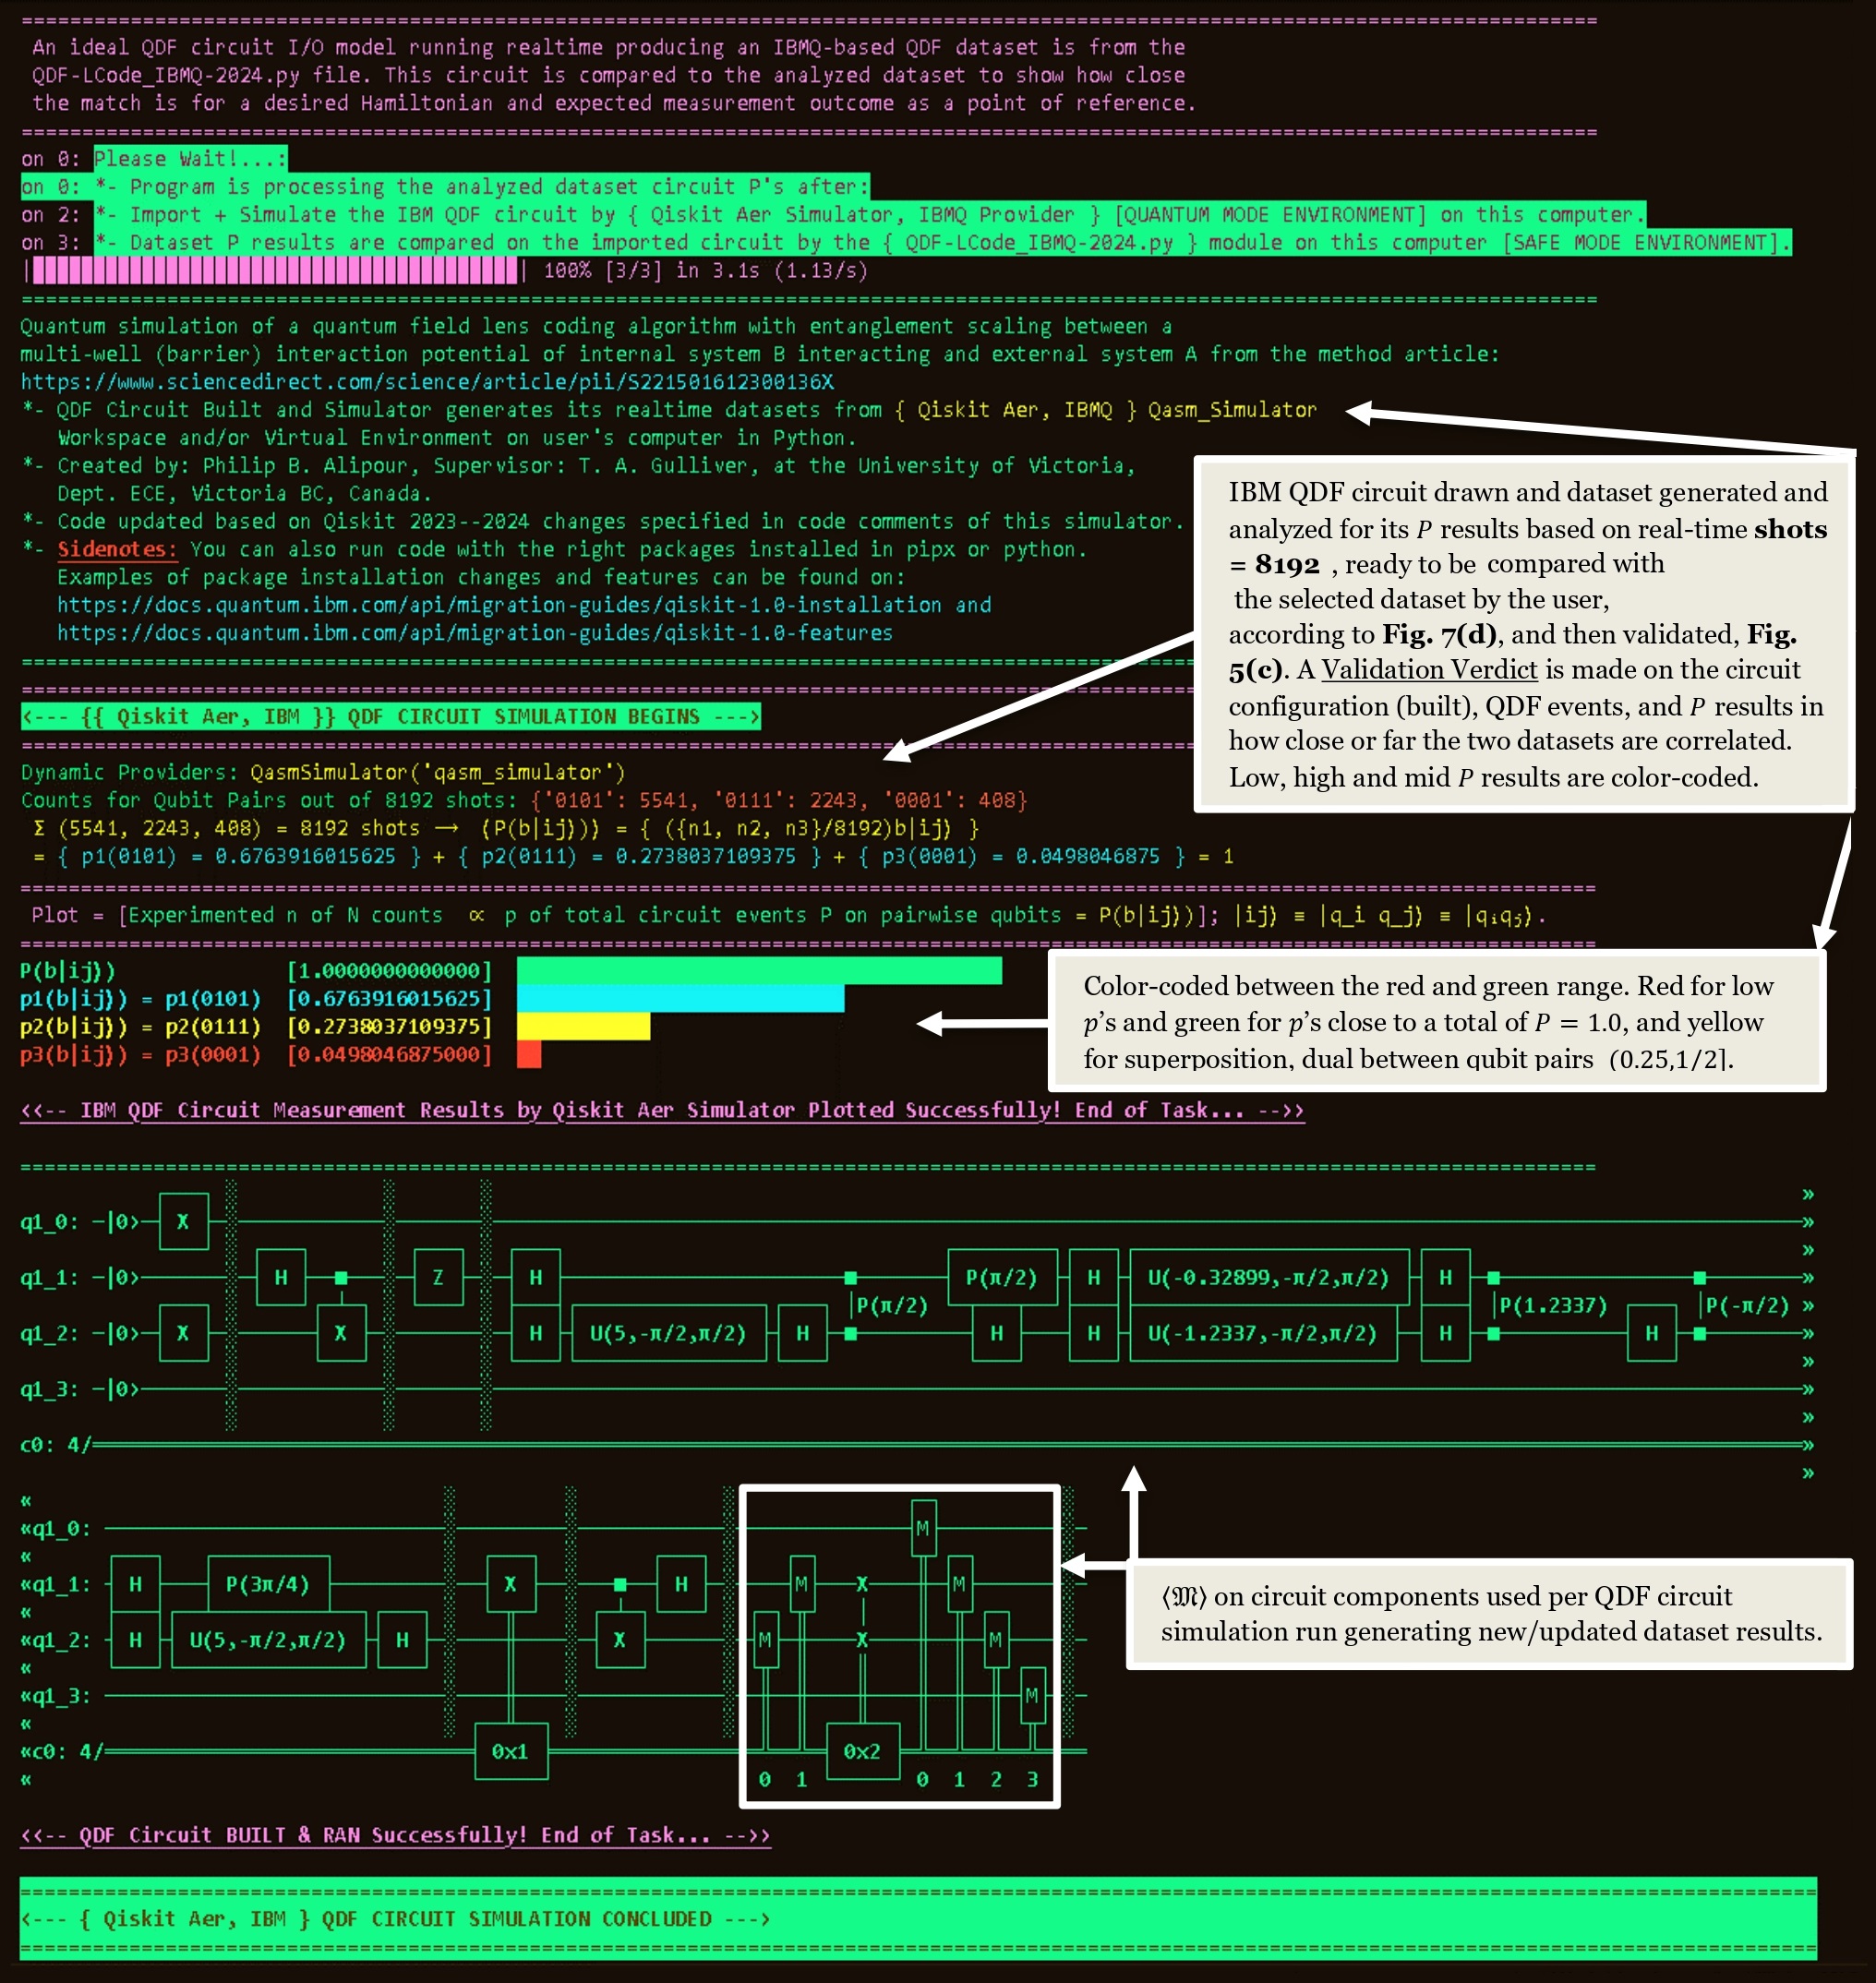 ==========
An ideal QDF circuit I/O model running realtime producing an IBMQ-based QDF dataset is from the
QDF-LCode_IBMQ-2024.py file. This circuit is compared to the analyzed dataset to show how close
the match is for a desired Hamiltonian and expected measurement outcome as a point of reference.
==========
on 0: Please Wait!...:
on 0: *- Program is processing the analyzed dataset circuit P's after:
on 2: *- Import + Simulate the IBM QDF circuit by { Qiskit Aer Simulator, IBMQ Provider } [QUANTUM MODE ENVIRONMENT] on this computer.
on 3: *- Dataset P results are compared on the imported circuit by the { QDF-LCode_IBMQ-2024.py } module on this computer [SAFE MODE ENVIRONMENT].
| | 100% [3/3] in 3.1s (1.13/s)
==========
Quantum simulation of a quantum field lens coding algorithm with entanglement scaling between a
multi-well (barrier) interaction potential of internal system B interacting and external system A from the method article:
https://www.sciencedirect.com/science/article/pii/S221501612300136X
*- QDF Circuit Built and Simulator generates its realtime datasets from { Qiskit Aer, IBMQ } Qasm_Simulator
Workspace and/or Virtual Environment on user's computer in Python.
*- Created by: Philip B. Alipour, Supervisor: T. A. Gulliver, at the University of Victoria,
Dept. ECE, Victoria BC, Canada.
*- Code updated based on Qiskit 2023--2024 changes specified in code comments of this simulator.
*- Sidenotes: You can also run code with the right packages installed in pipx or python.
Examples of package installation changes and features can be found on:
https://docs.quantum.ibm.com/api/migration-guides/qiskit-1.0-installation and
https://docs.quantum.ibm.com/api/migration-guides/qiskit-1.0-features
==========
IBM QDF circuit drawn and dataset generated and
analyzed for its P results based on real-time shots
= 8192 , ready to be compared with
the selected dataset by the user,
according to Fig. 7(d), and then validated, Fig.
5(c). A Validation Verdict is made on the circuit
configuration (built), QDF events, and P results in
how close or far the two datasets are correlated.
Low, high and mid P results are color-coded.
==========
<--- {{ Qiskit Aer, IBM }} QDF CIRCUIT SIMULATION BEGINS --->
==========
Dynamic Providers: QasmSimulator('qasm_simulator')
Counts for Qubit Pairs out of 8192 shots: {'0101': 5541, '0111': 2243, '0001': 408}
Σ (5541, 2243, 408) = 8192 shots ⟶ ⟨P(b|ij⟩)⟩ = { ({n1, n2, n3}/8192)b|ij⟩ }
= { p1(0101) = 0.6763916015625 } + { p2(0111) = 0.2738037109375 } + { p3(0001) = 0.0498046875 } = 1
==========
Plot = [Experimented n of N counts ∝ p of total circuit events P on pairwise qubits = P(b|ij⟩)]; |ij⟩ ≡ |q_i q_j⟩ ≡ |qᵢqⱼ⟩.
==========
P(b|ij⟩) [1.0000000000000]
p1(b|ij⟩) = p1(0101) [0.6763916015625]
p2(b|ij⟩) = p2(0111) [0.2738037109375]
p3(b|ij⟩) = p3(0001) [0.0498046875000]
Color-coded between the red and green range. Red for low
p's and green for p's close to a total of P = 1.0, and yellow
for superposition, dual between qubit pairs (0.25,1/2].
<<-- IBM QDF Circuit Measurement Results by Qiskit Aer Simulator Plotted Successfully! End of Task... -->>
==========
»
q1_0: -|0> X »
»
q1_1: -|0> H Z H P(π/2) H U(-0.32899,-π/2,π/2) H »
P(π/2) P(1.2337) P(-π/2) »
q1_2: -|0> X X H U(5,-π/2,π/2) H H H U(-1.2337,-π/2,π/2) H H »
»
q1_3: -|0> »
»
c0: 4/ »
»
«
«q1_0: M
«
«q1_1: H P(3π/4) X H M X M
«
«q1_2: H U(5,-π/2,π/2) H X M X M
«
«q1_3: M
«
«c0: 4/ 0x1 0x2
« 0 1 0 1 2 3
⟨𝔐⟩ on circuit components used per QDF circuit
simulation run generating new/updated dataset results.
<<-- QDF Circuit BUILT & RAN Successfully! End of Task... -->>
==========
<--- { Qiskit Aer, IBM } QDF CIRCUIT SIMULATION CONCLUDED --->
==========